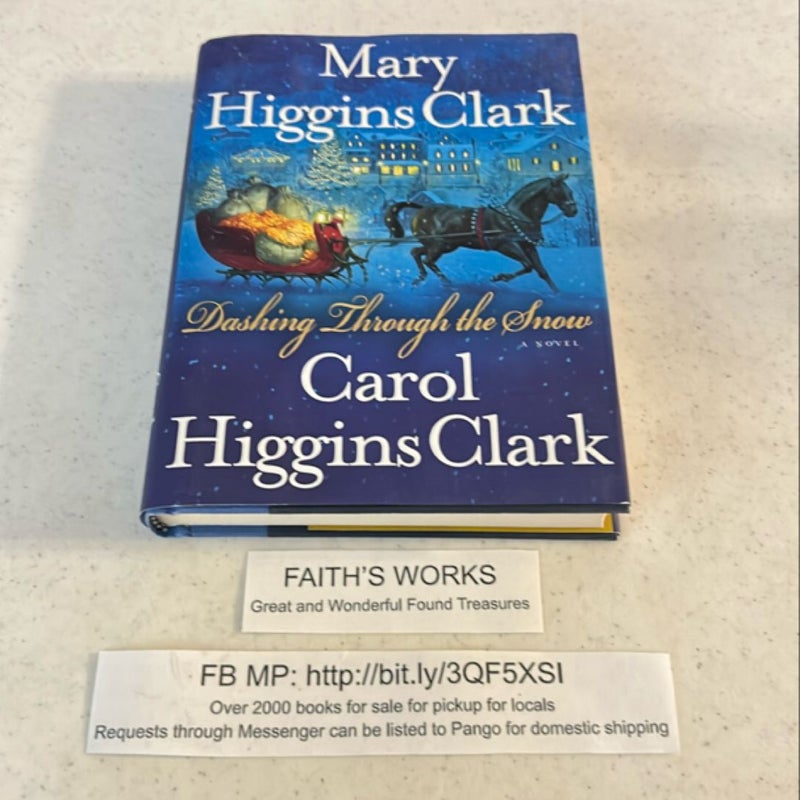 Mary
Higgins Clark
Dashing Through the Snow
A NOVEL
Carol
Higgins Clark
FAITH'S WORKS
Great and Wonderful Found Treasures
FB MP: http://bit.ly/3QF5XSI
Over 2000 books for sale for pickup for locals
Requests through Messenger can be listed to Pango for domestic shipping